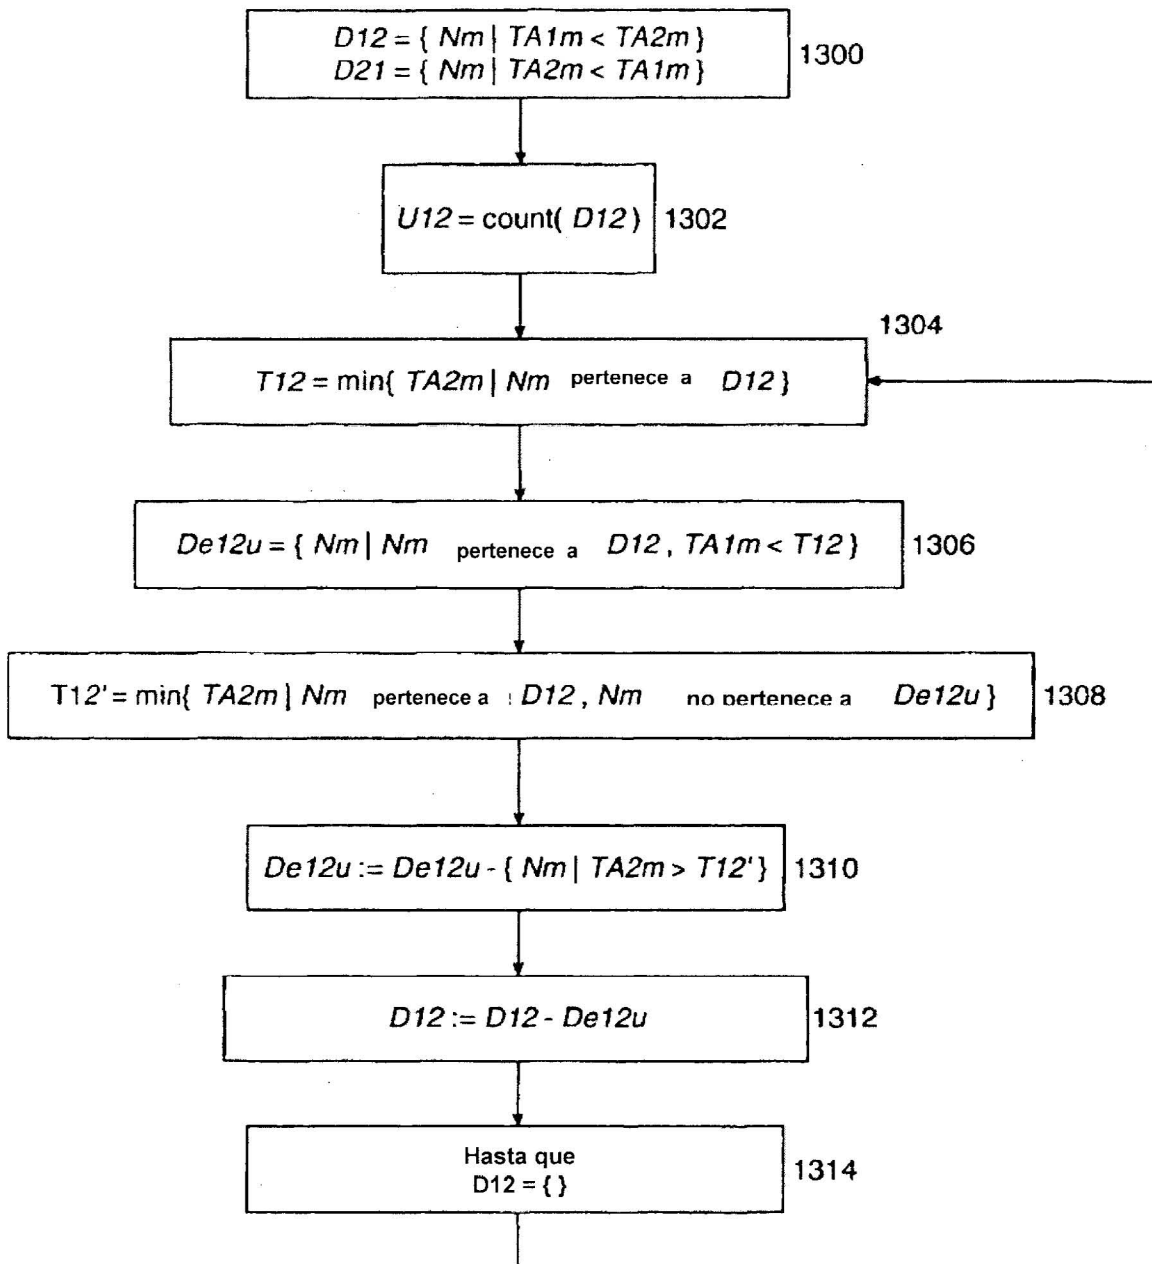 D12 = { Nm | TA1m < TA2m }
D21 = { Nm | TA2m < TA1m }
1300
U12 = count( D12 )
1302
1304
T12 = min{ TA2m | Nm pertenece a D12 }
De12u = { Nm | Nm pertenece a D12 , TA1m < T12 }
1306
T12' = min{ TA2m | Nm pertenece a D12 , Nm no pertenece a De12u }
1308
De12u := De12u - { Nm | TA2m > T12' }
1310
D12 := D12 - De12u
1312
Hasta que
D12 = { }
1314